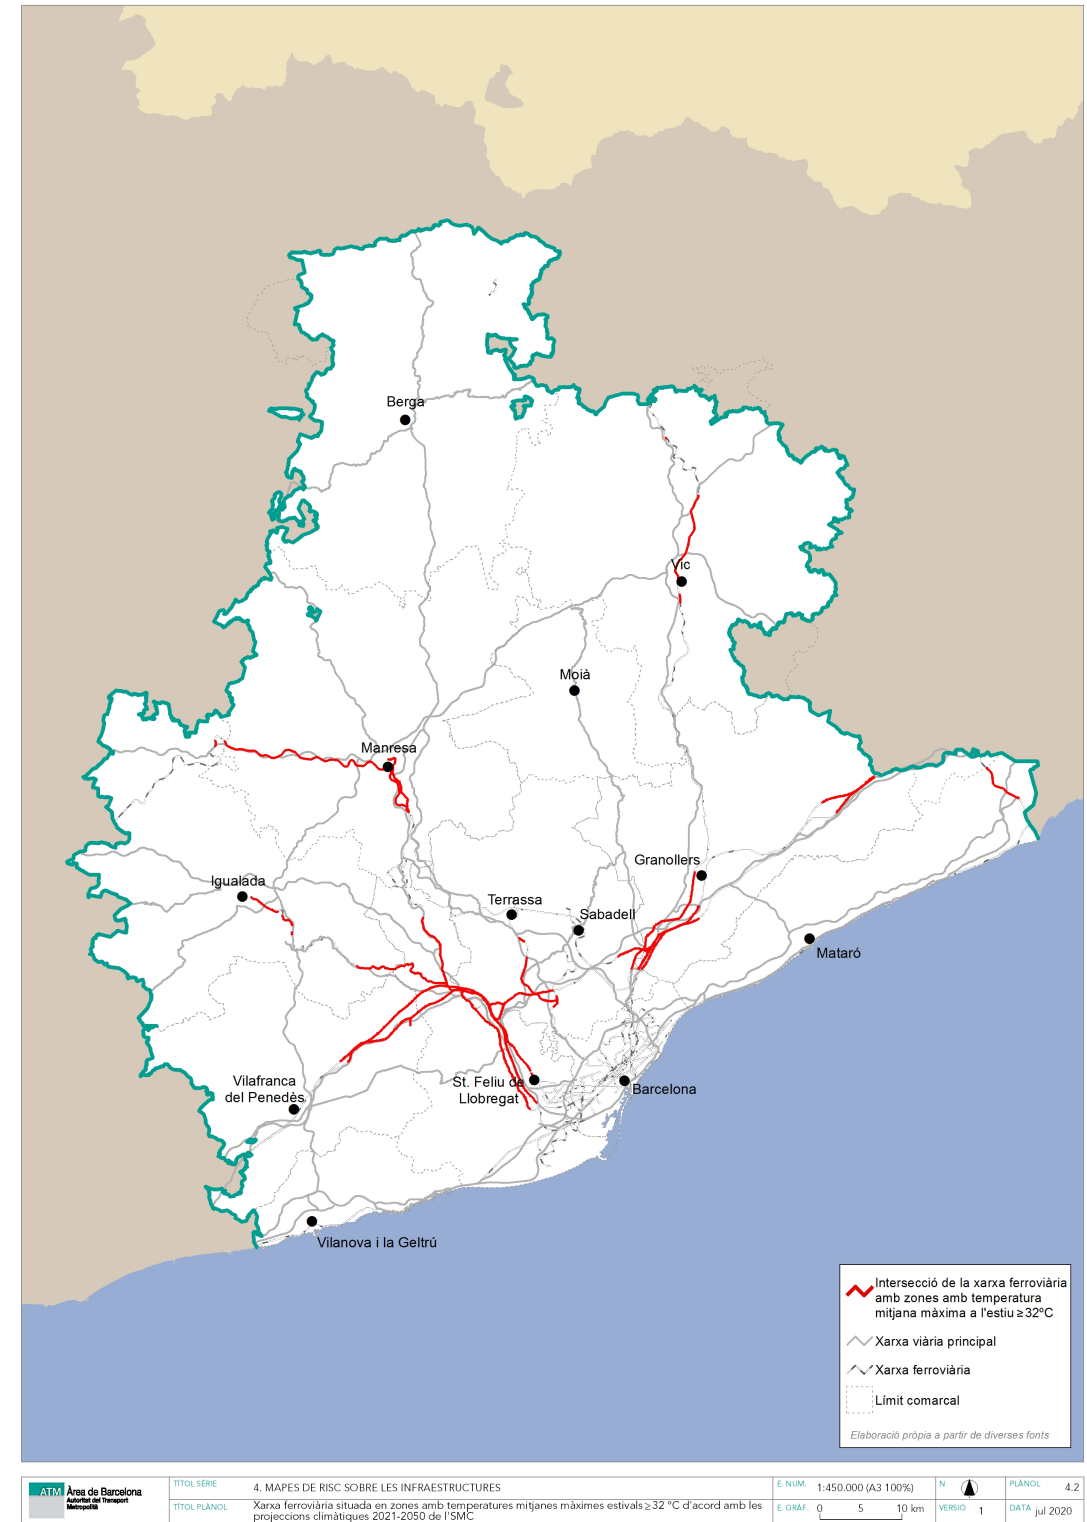 Berga
Vic
Moià
Manresa
Granollers
Igualada
Terrassa
Sabadell
Mataró
Vilafranca
del Penedès
St. Feliu de
Llobregat
Barcelona
Vilanova i la Geltrú
Intersecció de la xarxa ferroviària
amb zones amb temperatura
mitjana màxima a l'estiu ≥32ºC
Xarxa viària principal
Xarxa ferroviària
Límit comarcal
Elaboració pròpia a partir de diverses fonts
ATM Àrea de Barcelona
Autoritat del Transport
Metropolità
TÍTOL SÈRIE
4. MAPES DE RISC SOBRE LES INFRAESTRUCTURES
TÍTOL PLÀNOL
Xarxa ferroviària situada en zones amb temperatures mitjanes màximes estivals ≥32 ºC d'acord amb les
projeccions climàtiques 2021-2050 de l'SMC
E. NUM. 1:450.000 (A3 100%)
E. GRÀF. 0 5 10 km
N
VERSIÓ 1
PLÀNOL 4.2
DATA jul 2020